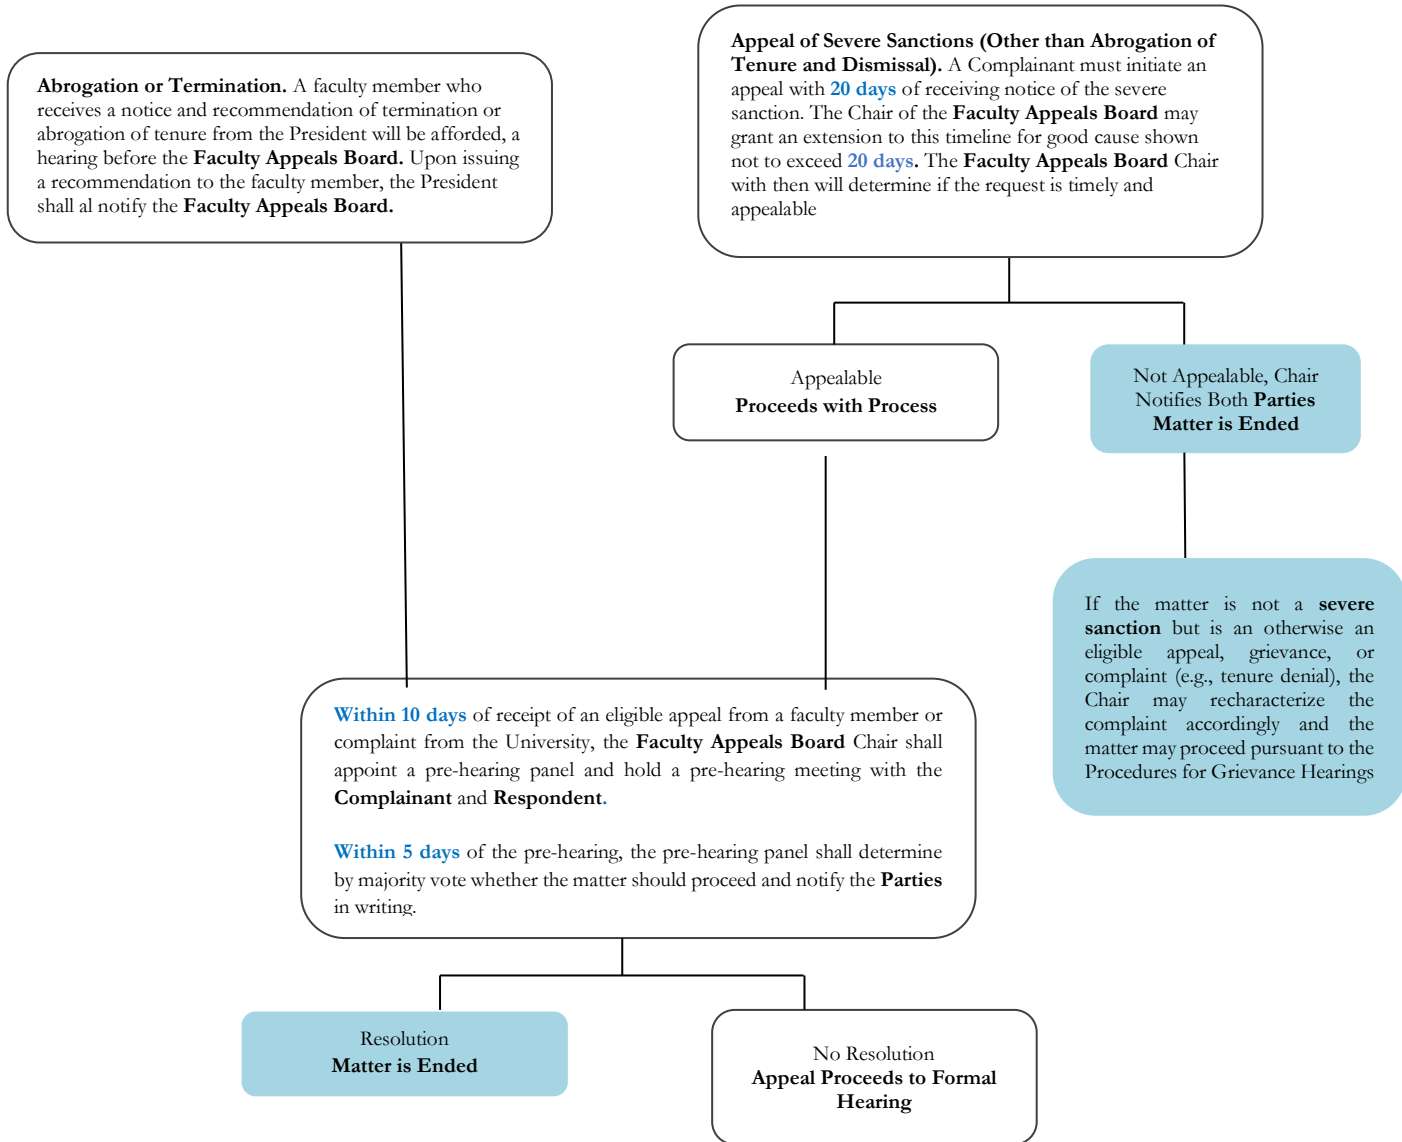 Abrogation or Termination. A faculty member who
receives a notice and recommendation of termination or
abrogation of tenure from the President will be afforded, a
hearing before the Faculty Appeals Board. Upon issuing
a recommendation to the faculty member, the President
shall al notify the Faculty Appeals Board.
Appeal of Severe Sanctions (Other than Abrogation of
Tenure and Dismissal). A Complainant must initiate an
appeal with 20 days of receiving notice of the severe
sanction. The Chair of the Faculty Appeals Board may
grant an extension to this timeline for good cause shown
not to exceed 20 days. The Faculty Appeals Board Chair
with then will determine if the request is timely and
appealable
Appealable
Proceeds with Process
Not Appealable, Chair
Notifies Both Parties
Matter is Ended
If the matter is not a severe
sanction but is an otherwise an
eligible appeal, grievance, or
complaint (e.g., tenure denial), the
Chair may recharacterize the
complaint accordingly and the
matter may proceed pursuant to the
Procedures for Grievance Hearings
Within 10 days of receipt of an eligible appeal from a faculty member or
complaint from the University, the Faculty Appeals Board Chair shall
appoint a pre-hearing panel and hold a pre-hearing meeting with the
Complainant and Respondent.
Within 5 days of the pre-hearing, the pre-hearing panel shall determine
by majority vote whether the matter should proceed and notify the Parties
in writing.
Resolution
Matter is Ended
No Resolution
Appeal Proceeds to Formal
Hearing